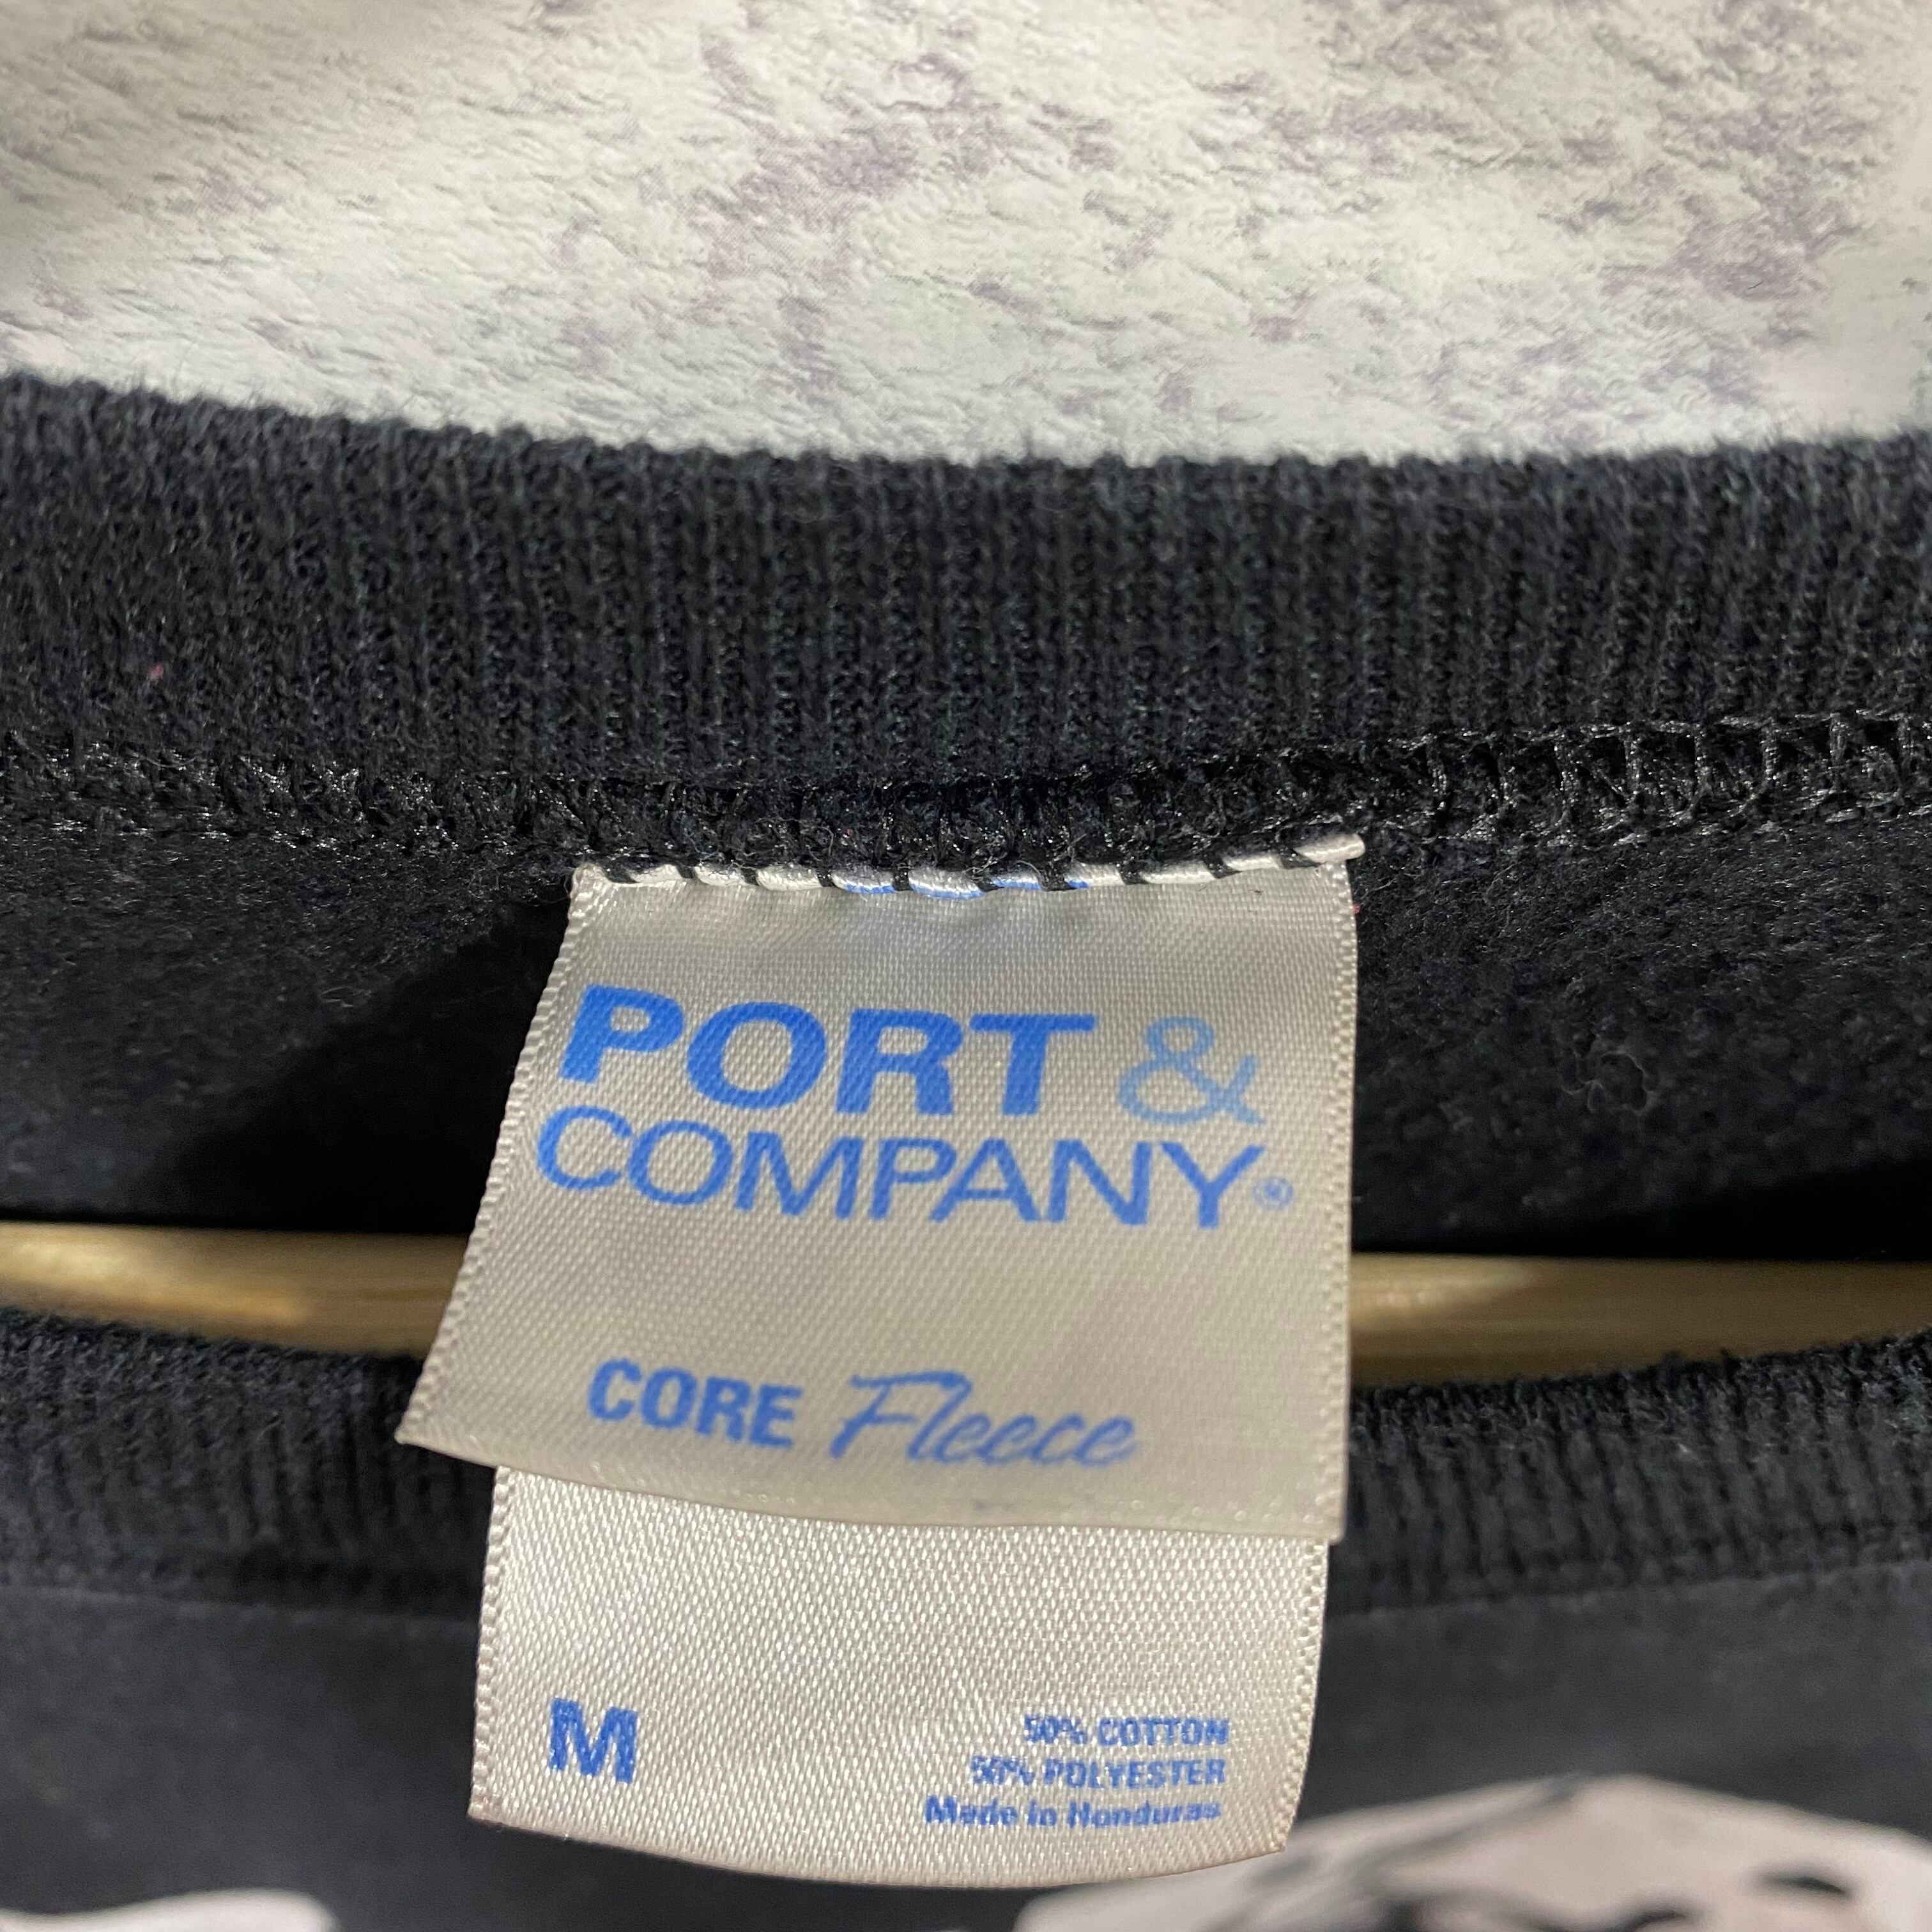 PORT &
COMPANY®
CORE Fleece
M
50% COTTON
50% POLYESTER
Made in Honduras